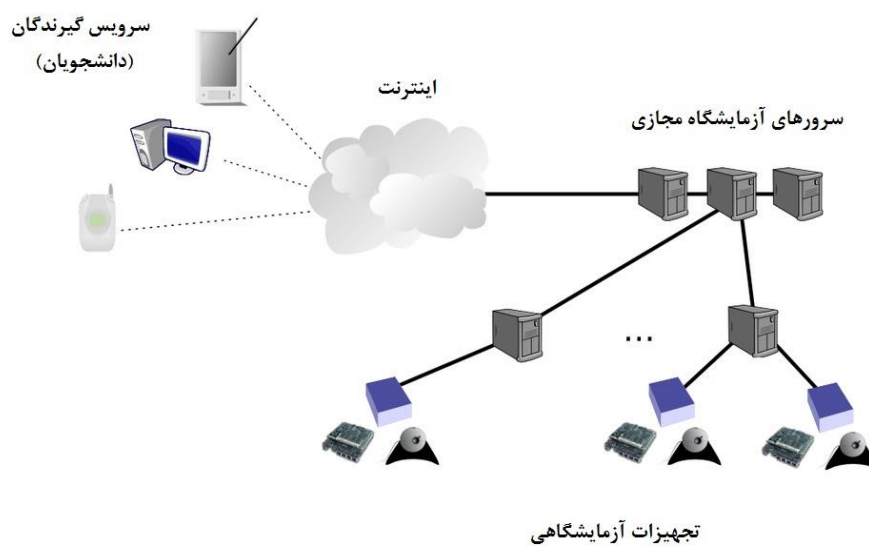 سرویس گیرندگان
(دانشجویان)
اینترنت
سرورهای آزمایشگاه مجازی
...
تجهیزات آزمایشگاهی